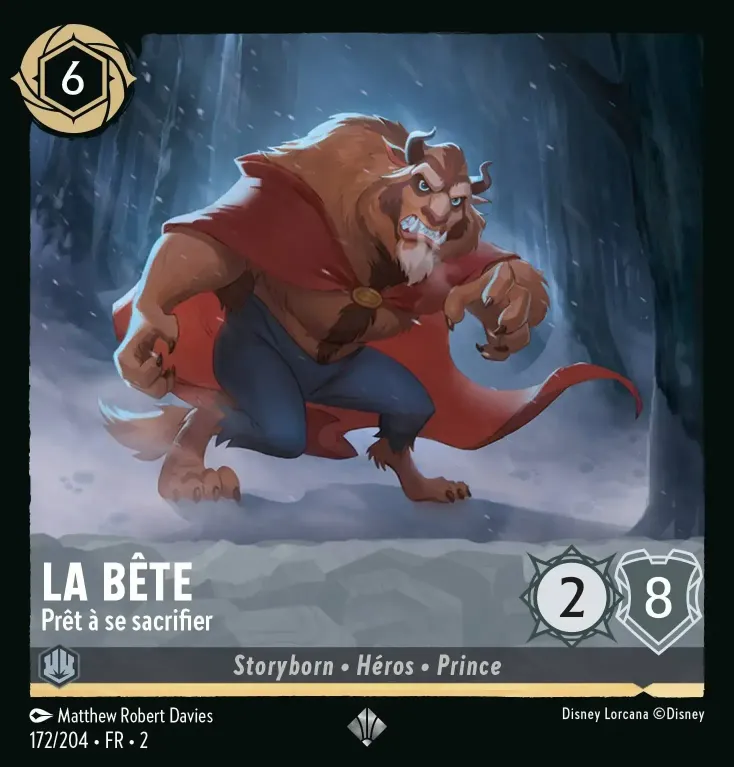 6
LA BÊTE
Prêt à se sacrifier
2
8
Storyborn • Héros • Prince
Matthew Robert Davies
Disney Lorcana ©Disney
172/204 • FR • 2